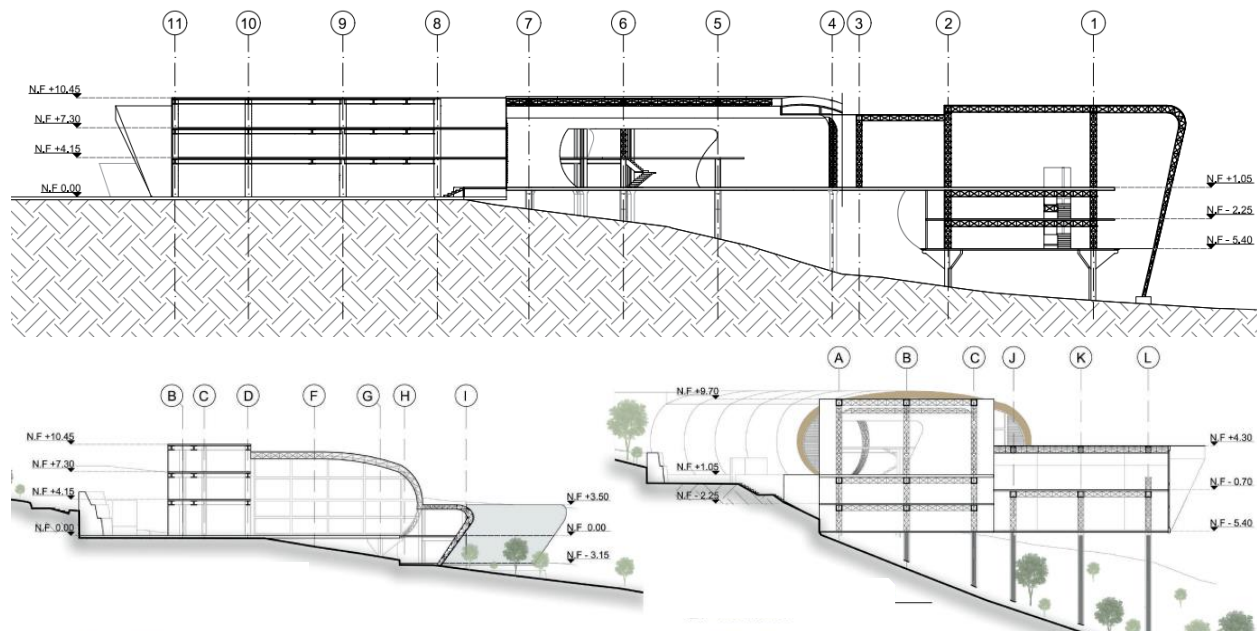 11 10 9 8 7 6 5 4 3 2 1
N.F +10.45
N.F +7.30
N.F +4.15
N.F 0.00
N.F +1.05
N.F - 2.25
N.F - 5.40
B C D F G H I
N.F +10.45
N.F +7.30
N.F +4.15
N.F 0.00
N.F +3.50
N.F 0.00
N.F - 3.15
A B C J K L
N.F +9.70
N.F +1.05
N.F - 2.25
N.F +4.30
N.F - 0.70
N.F - 5.40